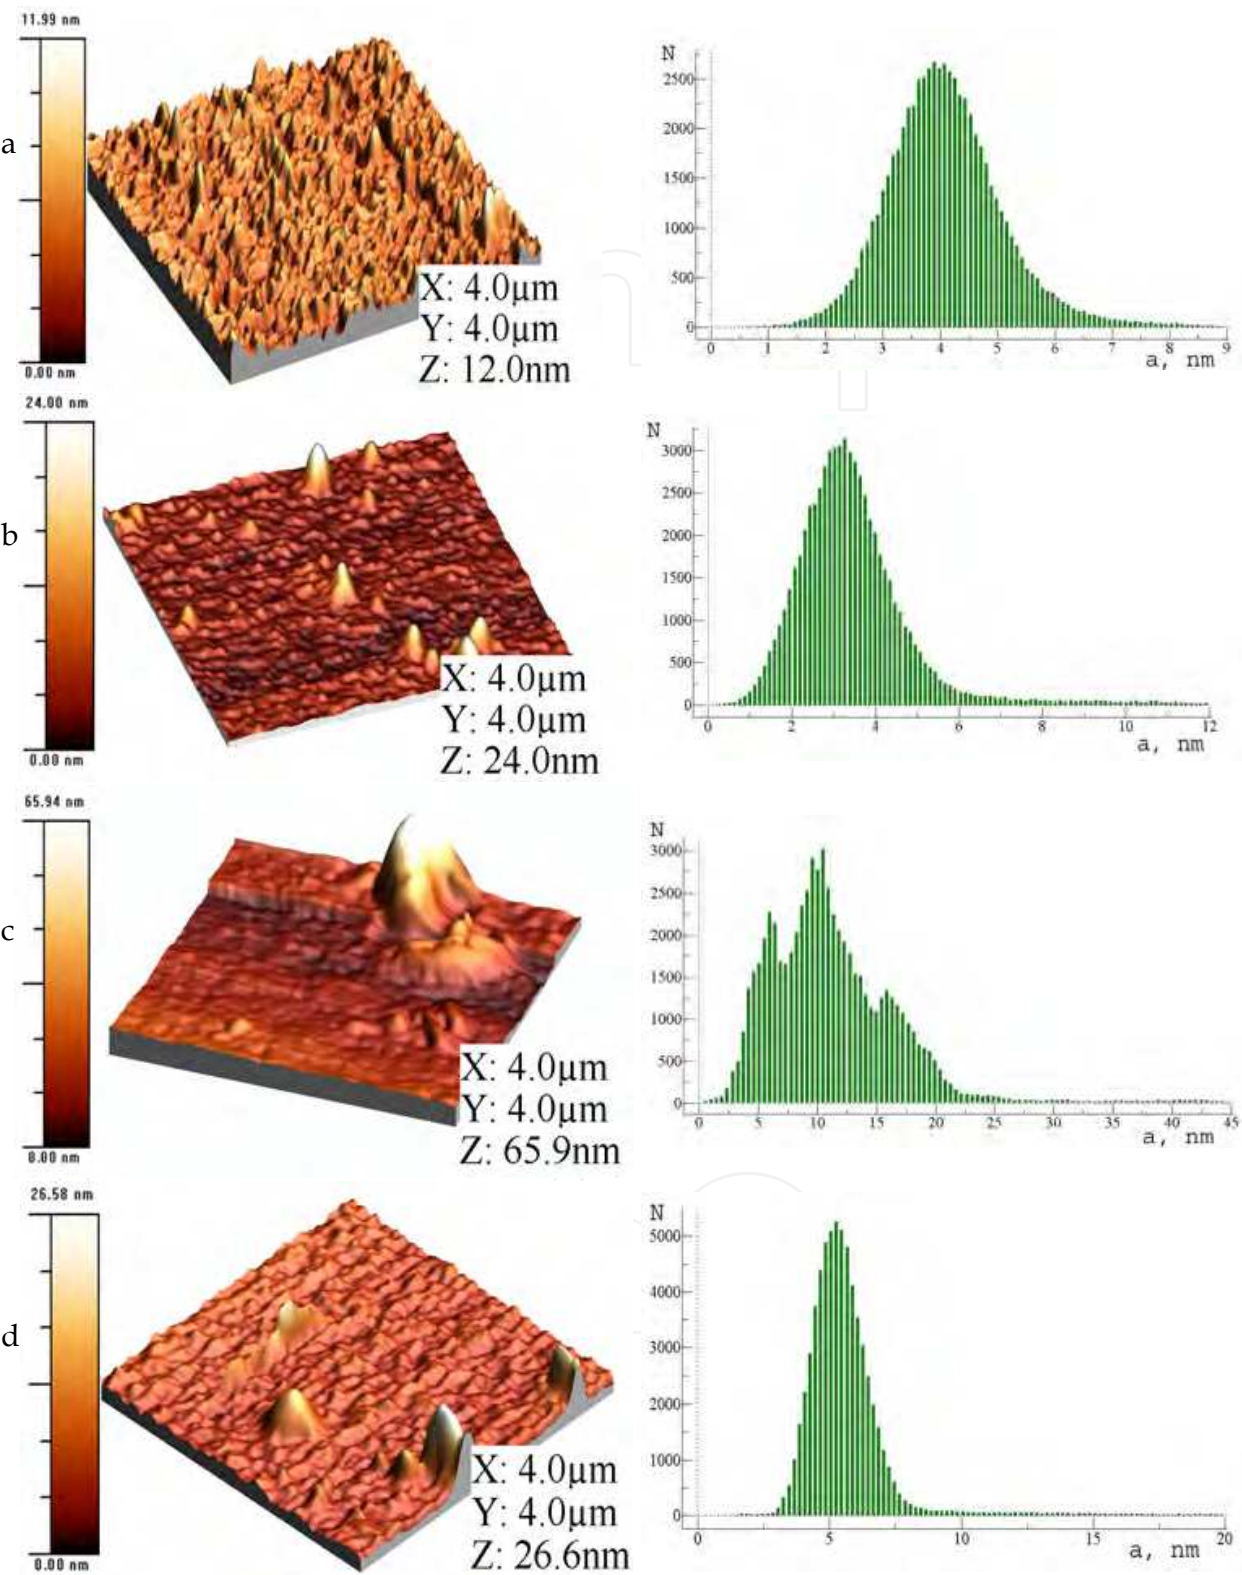 11.99 nm
a
0.00 nm
X: 4.0µm
Y: 4.0µm
Z: 12.0nm
N
2500
2000
1500
1000
500
0
0 1 2 3 4 5 6 7 8 9
a, nm
24.00 nm
b
0.00 nm
X: 4.0µm
Y: 4.0µm
Z: 24.0nm
N
3000
2500
2000
1500
1000
500
0
0 2 4 6 8 10 12
a, nm
65.94 nm
c
0.00 nm
X: 4.0µm
Y: 4.0µm
Z: 65.9nm
N
3000
2500
2000
1500
1000
500
0
0 5 10 15 20 25 30 35 40 45
a, nm
26.58 nm
d
0.00 nm
X: 4.0µm
Y: 4.0µm
Z: 26.6nm
N
5000
4000
3000
2000
1000
0
0 5 10 15 20
a, nm